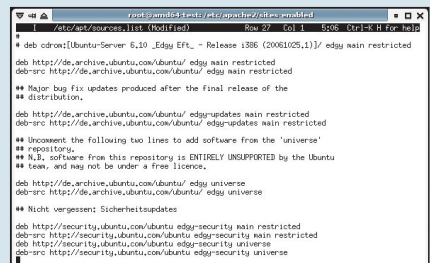 root@amd64-test: /etc/apache2/sites-enabled
I /etc/apt/sources.list (Modified) Row 27 Col 1 5:06 Ctrl-K H for help
#
# deb cdrom:[Ubuntu-Server 6.10 _Edgy Eft_ - Release i386 (20061025.1)]/ edgy main restricted
deb http://de.archive.ubuntu.com/ubuntu/ edgy main restricted
deb-src http://de.archive.ubuntu.com/ubuntu/ edgy main restricted
## Major bug fix updates produced after the final release of the
## distribution.
deb http://de.archive.ubuntu.com/ubuntu/ edgy-updates main restricted
deb-src http://de.archive.ubuntu.com/ubuntu/ edgy-updates main restricted
## Uncomment the following two lines to add software from the 'universe'
## repository.
## N.B. software from this repository is ENTIRELY UNSUPPORTED by the Ubuntu
## team, and may not be under a free licence.
deb http://de.archive.ubuntu.com/ubuntu/ edgy universe
deb-src http://de.archive.ubuntu.com/ubuntu/ edgy universe
## Nicht vergessen: Sicherheitsupdates
deb http://security.ubuntu.com/ubuntu edgy-security main restricted
deb-src http://security.ubuntu.com/ubuntu edgy-security main restricted
deb http://security.ubuntu.com/ubuntu edgy-security universe
deb-src http://security.ubuntu.com/ubuntu edgy-security universe